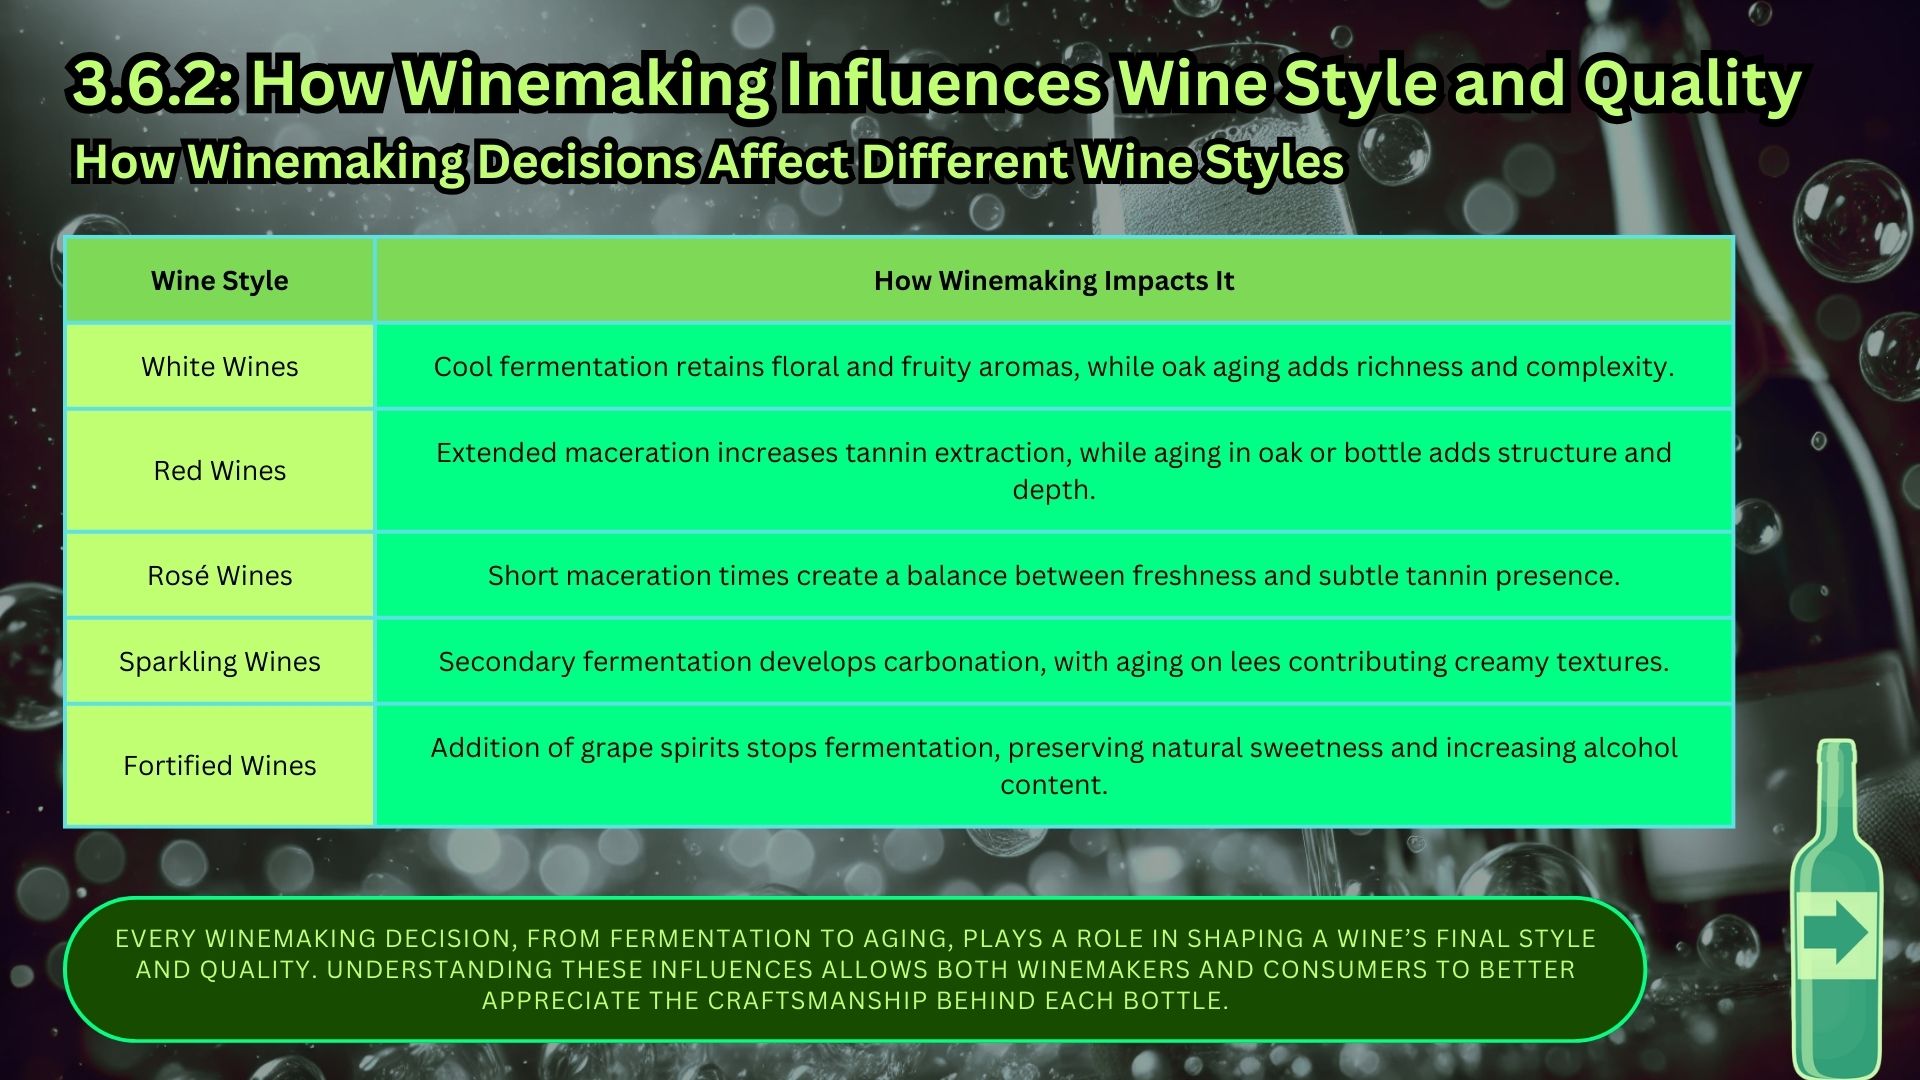 3.6.2: How Winemaking Influences Wine Style and Quality
How Winemaking Decisions Affect Different Wine Styles
Wine Style
How Winemaking Impacts It
White Wines
Cool fermentation retains floral and fruity aromas, while oak aging adds richness and complexity.
Red Wines
Extended maceration increases tannin extraction, while aging in oak or bottle adds structure and
depth.
Rosé Wines
Short maceration times create a balance between freshness and subtle tannin presence.
Sparkling Wines
Secondary fermentation develops carbonation, with aging on lees contributing creamy textures.
Fortified Wines
Addition of grape spirits stops fermentation, preserving natural sweetness and increasing alcohol
content.
EVERY WINEMAKING DECISION, FROM FERMENTATION TO AGING, PLAYS A ROLE IN SHAPING A WINE’S FINAL STYLE
AND QUALITY. UNDERSTANDING THESE INFLUENCES ALLOWS BOTH WINEMAKERS AND CONSUMERS TO BETTER
APPRECIATE THE CRAFTSMANSHIP BEHIND EACH BOTTLE.